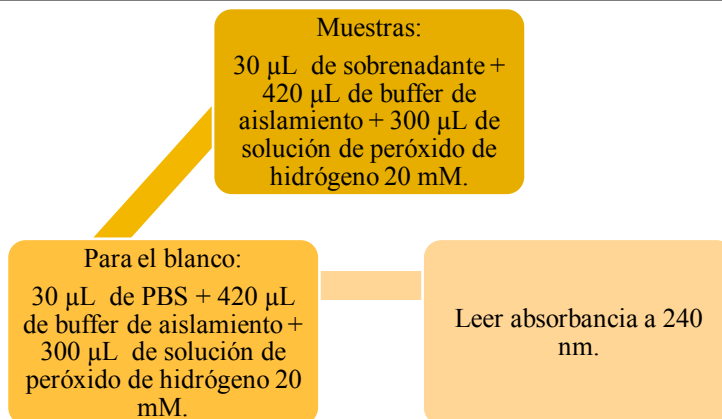 Muestras:
30 μL de sobrenadante +
420 μL de buffer de
aislamiento + 300 μL de
solución de peróxido de
hidrógeno 20 mM.
Para el blanco:
30 μL de PBS + 420 μL
de buffer de aislamiento +
300 μL de solución de
peróxido de hidrógeno 20
mM.
Leer absorbancia a 240
nm.